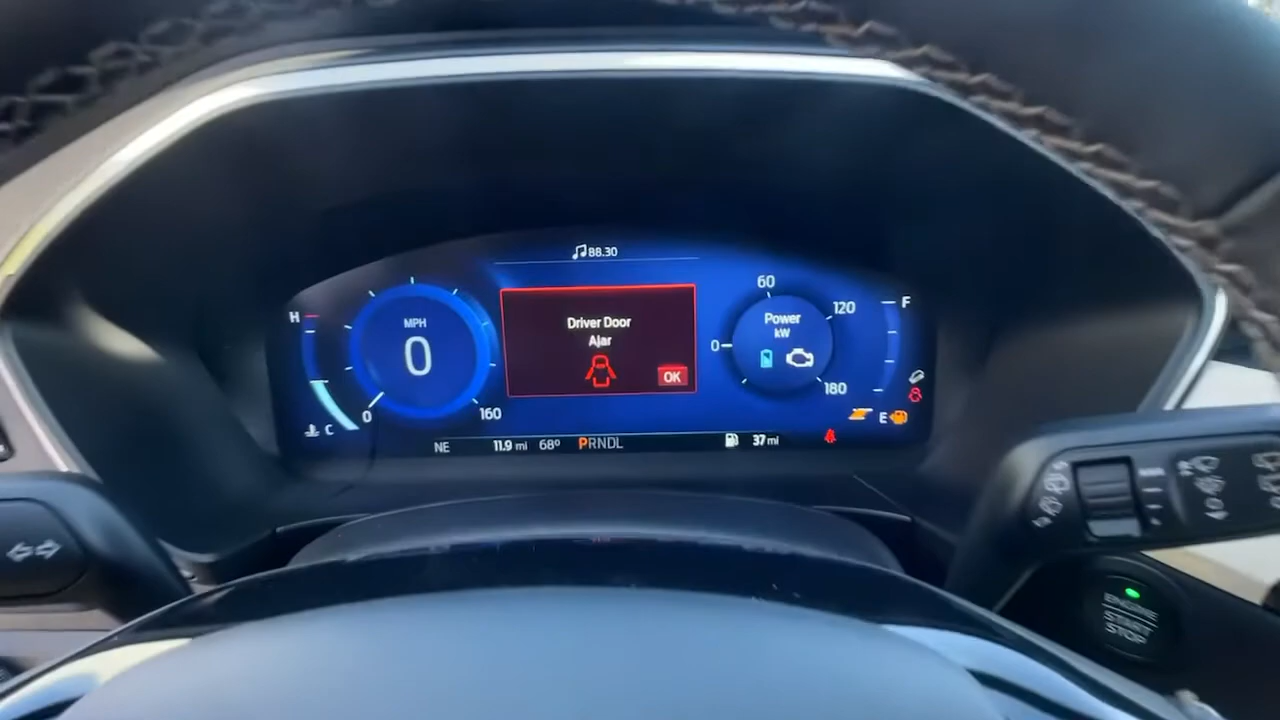 88.30
H
C
MPH
0
0
160
Driver Door
Ajar
OK
60
0
120
180
Power
kW
F
E
NE
11.9 mi
68°
PRNDL
37 mi
ENGINE
START
STOP